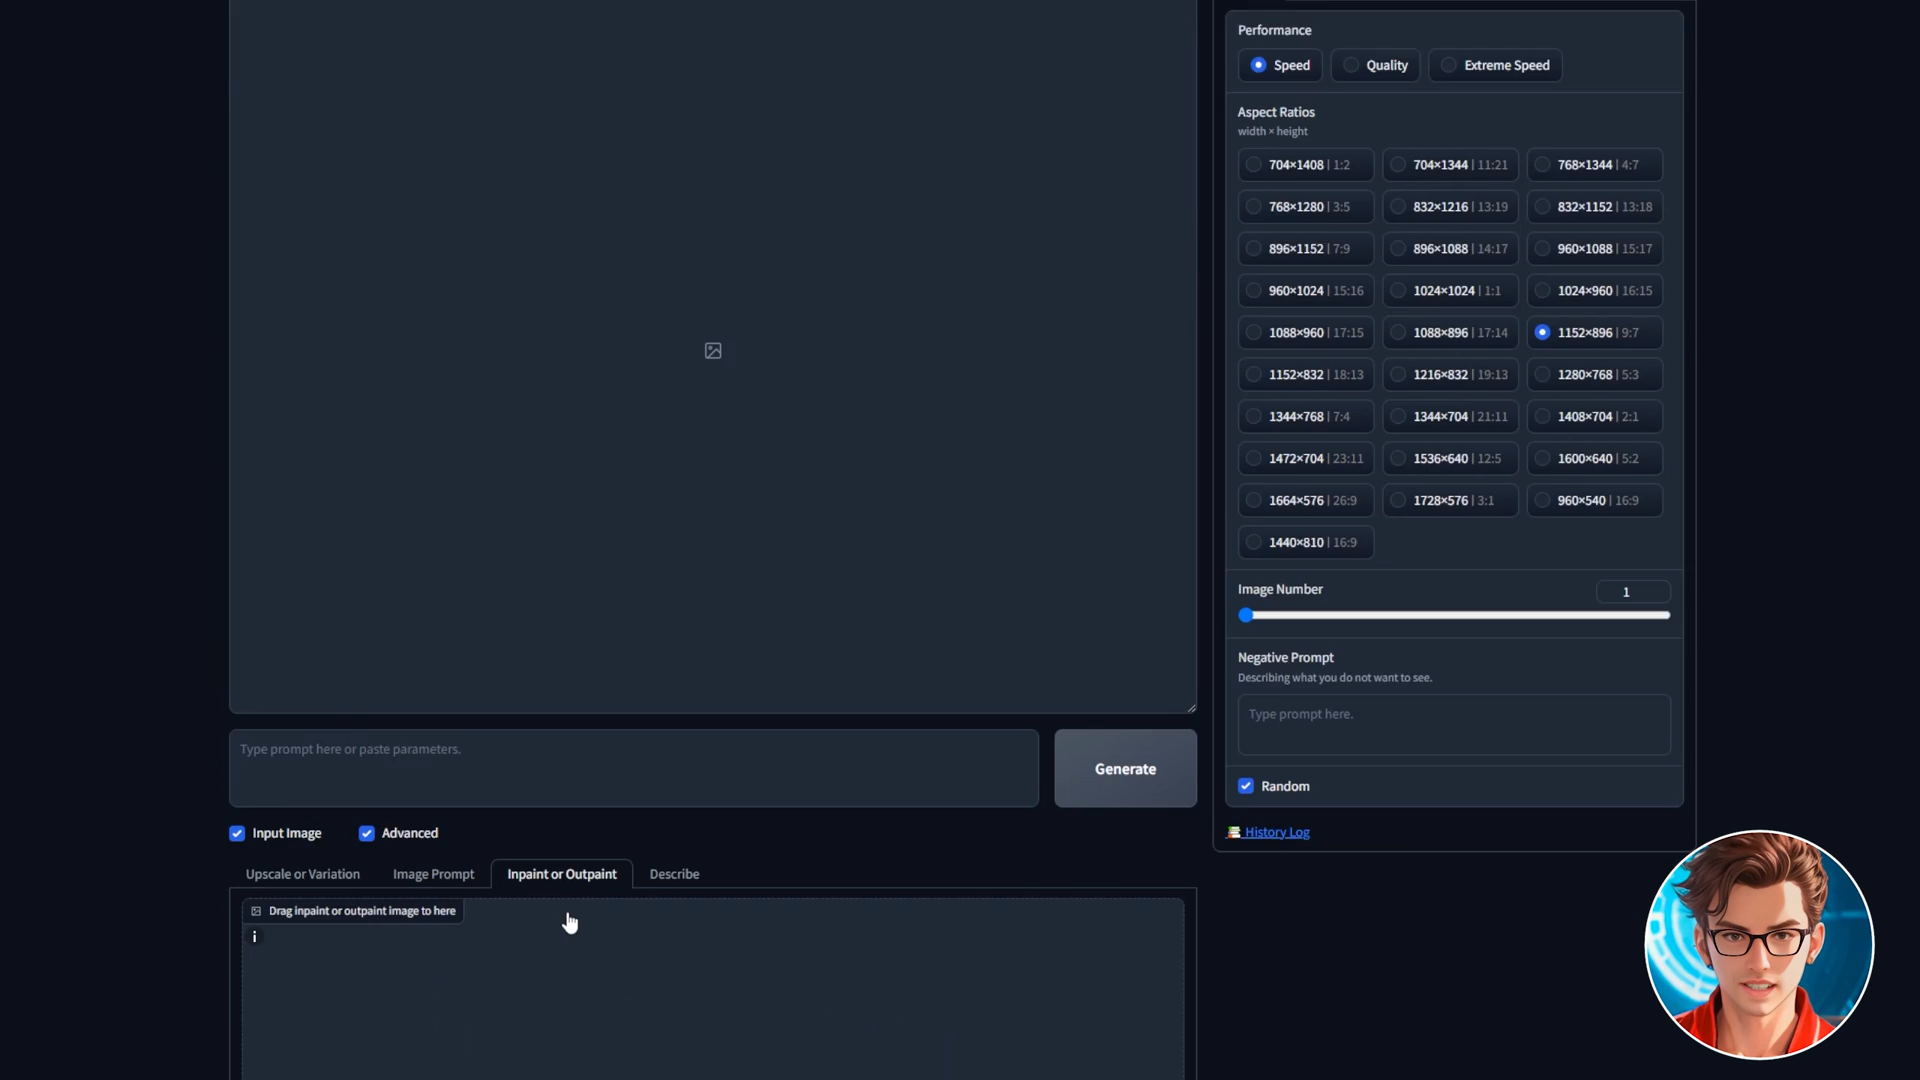 Performance
Speed Quality Extreme Speed
Aspect Ratios
width × height
704×1408 | 1:2 704×1344 | 11:21 768×1344 | 4:7
768×1280 | 3:5 832×1216 | 13:19 832×1152 | 13:18
896×1152 | 7:9 896×1088 | 14:17 960×1088 | 15:17
960×1024 | 15:16 1024×1024 | 1:1 1024×960 | 16:15
1088×960 | 17:15 1088×896 | 17:14 1152×896 | 9:7
1152×832 | 18:13 1216×832 | 19:13 1280×768 | 5:3
1344×768 | 7:4 1344×704 | 21:11 1408×704 | 2:1
1472×704 | 23:11 1536×640 | 12:5 1600×640 | 5:2
1664×576 | 26:9 1728×576 | 3:1 960×540 | 16:9
1440×810 | 16:9
Image Number 1
Negative Prompt
Describing what you do not want to see.
Type prompt here.
Random
History Log
Type prompt here or paste parameters.
Generate
Input Image Advanced
Upscale or Variation Image Prompt Inpaint or Outpaint Describe
Drag inpaint or outpaint image to here
i